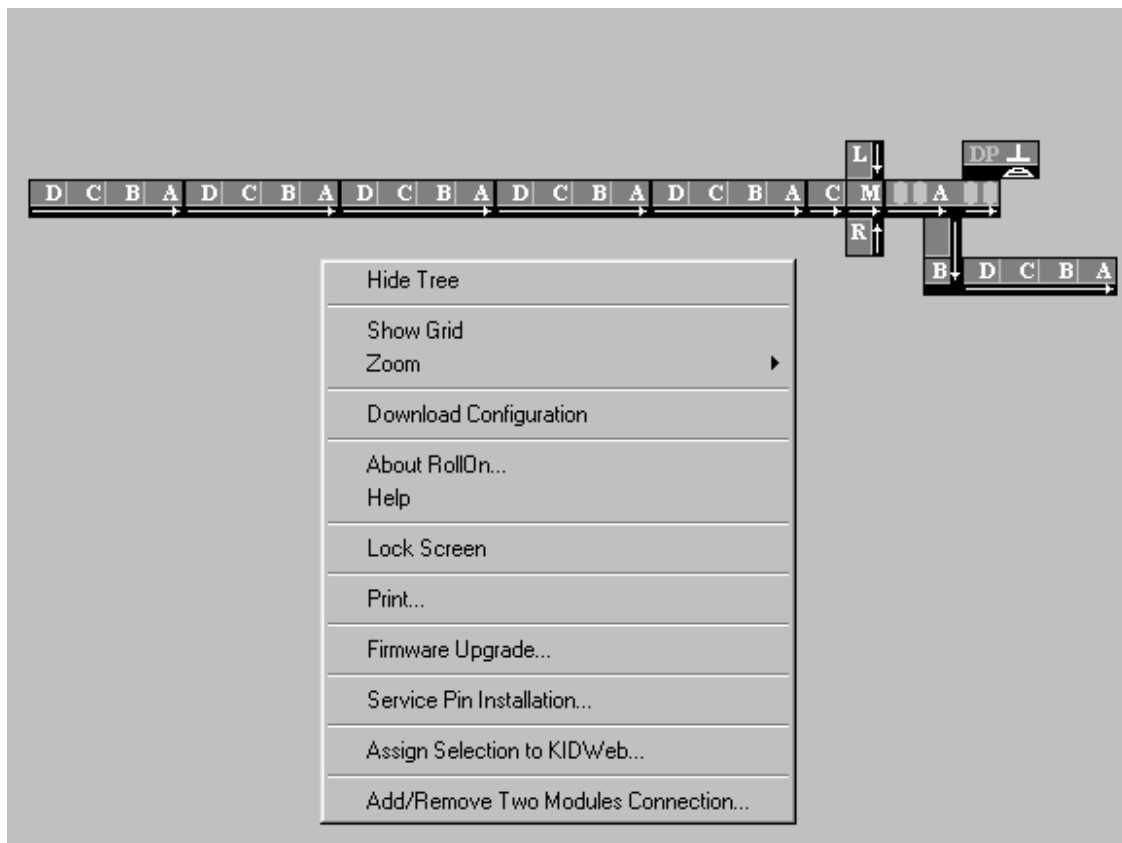 L DP
D C B A D C B A D C B A D C B A D C B A C M A
R
B D C B A
Hide Tree
Show Grid
Zoom
Download Configuration
About RollOn...
Help
Lock Screen
Print...
Firmware Upgrade...
Service Pin Installation...
Assign Selection to KIDWeb...
Add/Remove Two Modules Connection...